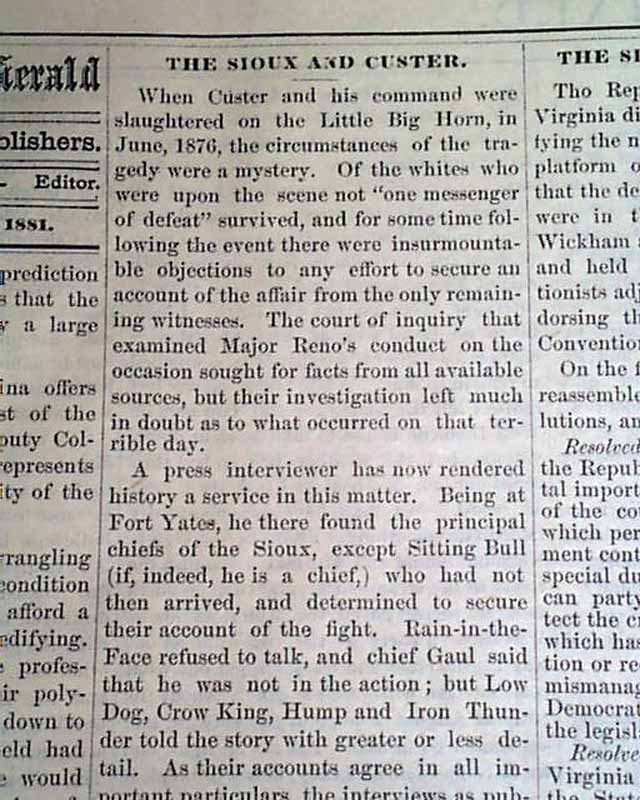 Herald
blishers.
Editor.
1881.
prediction
s that the
y a large
ina offers
st of the
puty Col-
represents
ity of the
rrangling
condition
afford a
edifying.
e profes-
ir poly-
down to
eld had
would
THE SIOUX AND CUSTER.
When Custer and his command were
slaughtered on the Little Big Horn, in
June, 1876, the circumstances of the tra-
gedy were a mystery. Of the whites who
were upon the scene not "one messenger
of defeat" survived, and for some time fol-
lowing the event there were insurmounta-
ble objections to any effort to secure an
account of the affair from the only remain-
ing witnesses. The court of inquiry that
examined Major Reno's conduct on the
occasion sought for facts from all available
sources, but their investigation left much
in doubt as to what occurred on that ter-
rible day.
A press interviewer has now rendered
history a service in this matter. Being at
Fort Yates, he there found the principal
chiefs of the Sioux, except Sitting Bull
(if, indeed, he is a chief,) who had not
then arrived, and determined to secure
their account of the fight. Rain-in-the-
Face refused to talk, and chief Gaul said
that he was not in the action; but Low
Dog, Crow King, Hump and Iron Thun-
der told the story with greater or less de-
tail. As their accounts agree in all im-
portant particulars, the interviews as pub-
THE SI
Tho Rep
Virginia di
fying the n
platform o
that the de
were in t
Wickham a
and held
tionists adj
dorsing th
Convention
On the f
reassemble
lutions, an
Resolved
the Repub
tal import
of the co
which per
ment cont
special du
can party
tect the ci
which has
tion or re
mismanag
Democrat
the legisl
Resolve
Virginia
the State